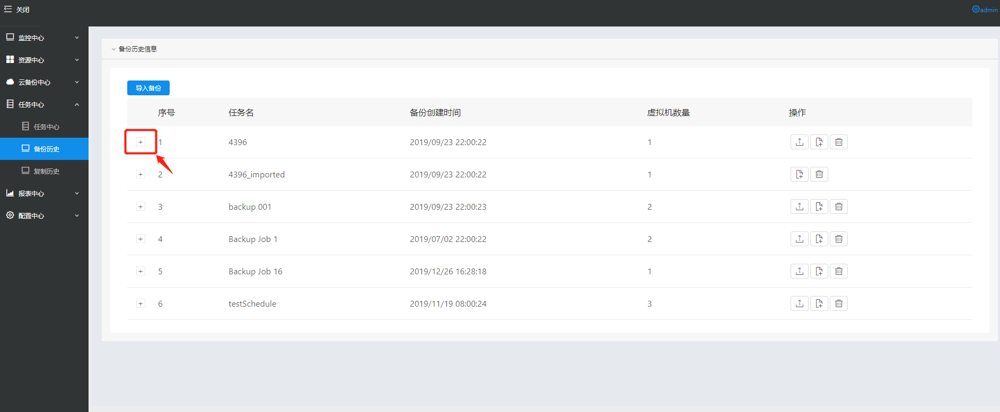 关闭
admin
监控中心
资源中心
云备份中心
任务中心
任务中心
备份历史
复制历史
报表中心
配置中心
备份历史信息
导入备份
序号 任务名 备份创建时间 虚拟机数量 操作
1 4396 2019/09/23 22:00:22 1
2 4396_imported 2019/09/23 22:00:22 1
3 backup 001 2019/09/23 22:00:23 2
4 Backup Job 1 2019/07/02 22:00:22 2
5 Backup Job 16 2019/12/26 16:28:18 1
6 testSchedule 2019/11/19 08:00:24 3